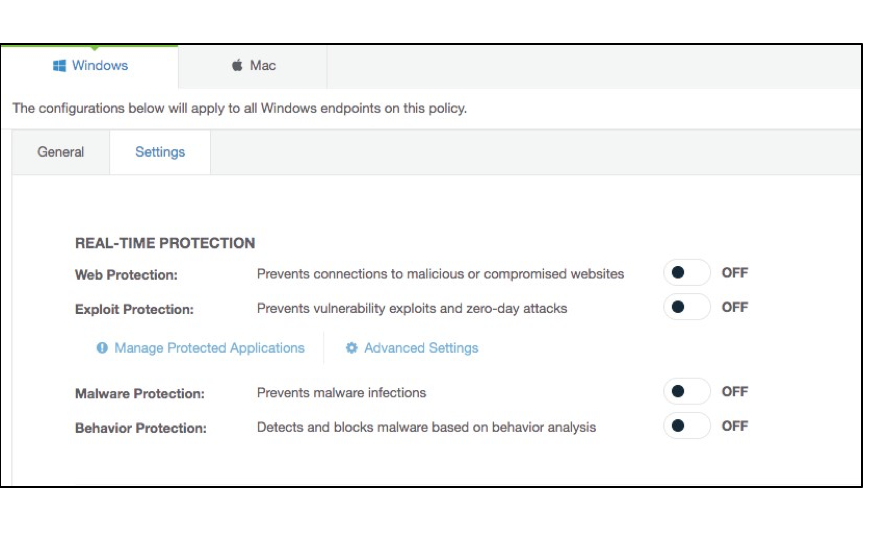 Windows Mac
The configurations below will apply to all Windows endpoints on this policy.
General Settings
REAL-TIME PROTECTION
Web Protection: Prevents connections to malicious or compromised websites OFF
Exploit Protection: Prevents vulnerability exploits and zero-day attacks OFF
Manage Protected Applications Advanced Settings
Malware Protection: Prevents malware infections OFF
Behavior Protection: Detects and blocks malware based on behavior analysis OFF